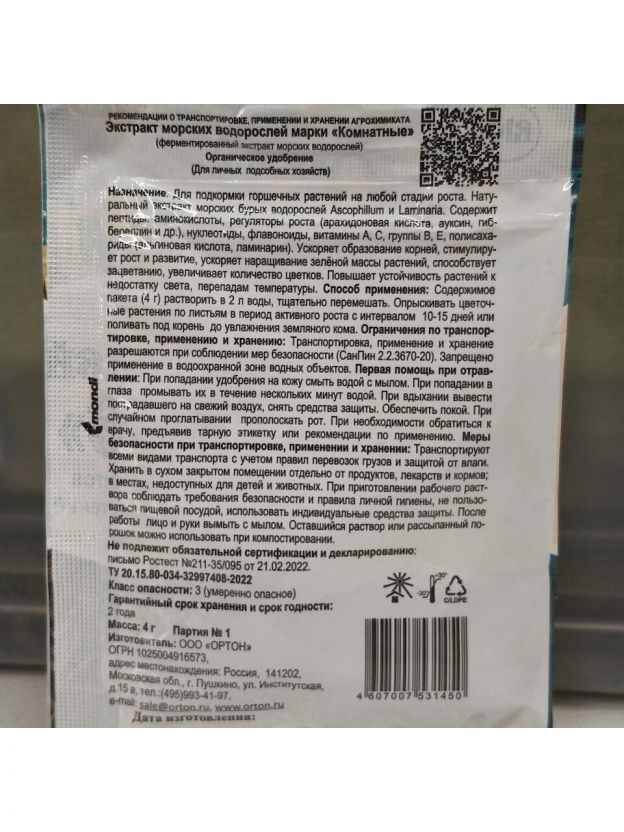 РЕКОМЕНДАЦИИ О ТРАНСПОРТИРОВКЕ, ПРИМЕНЕНИИ И ХРАНЕНИИ АГРОХИМИКАТА
Экстракт морских водорослей марки «Комнатные»
(ферментированный экстракт морских водорослей)
Органическое удобрение
(Для личных подсобных хозяйств)
Назначение. Для подкормки горшечных растений на любой стадии роста. Нату-
ральный экстракт морских бурых водорослей Ascophillum и Laminaria. Содержит
пептиды, аминокислоты, регуляторы роста (арахидоновая кислота, ауксин, гиб-
береллин и др.), нуклеотиды, флавоноиды, витамины А, С, группы В, Е, полисаха-
риды (альгиновая кислота, ламинарин). Ускоряет образование корней, стимулиру-
ет рост и развитие, ускоряет наращивание зелёной массы растений, способствует
зацветанию, увеличивает количество цветков. Повышает устойчивость растений к
недостатку света, перепадам температуры. Способ применения: Содержимое
пакета (4 г) растворить в 2 л воды, тщательно перемешать. Опрыскивать цветоч-
ные растения по листьям в период активного роста с интервалом 10-15 дней или
поливать под корень до увлажнения земляного кома. Ограничения по транспор-
тировке, применению и хранению: Транспортировка, применение и хранение
разрешаются при соблюдении мер безопасности (СанПин 2.2.3670-20). Запрещено
применение в водоохранной зоне водных объектов. Первая помощь при отрав-
лении: При попадании удобрения на кожу смыть водой с мылом. При попадании в
глаза промывать их в течение нескольких минут водой. При вдыхании вывести
пострадавшего на свежий воздух, снять средства защиты. Обеспечить покой. При
случайном проглатывании прополоскать рот. При необходимости обратиться к
врачу, предъявив тарную этикетку или рекомендации по применению. Меры
безопасности при транспортировке, применении и хранении: Транспортируют
всеми видами транспорта с учетом правил перевозок грузов и защитой от влаги.
Хранить в сухом закрытом помещении отдельно от продуктов, лекарств и кормов;
в местах, недоступных для детей и животных. При приготовлении рабочего раст-
вора соблюдать требования безопасности и правила личной гигиены, не пользо-
ваться пищевой посудой, использовать индивидуальные средства защиты. После
работы лицо и руки вымыть с мылом. Оставшийся раствор или рассыпанный по-
рошок можно использовать при компостировании.
Не подлежит обязательной сертификации и декларированию:
письмо Ростест №211-35/095 от 21.02.2022.
ТУ 20.15.80-034-32997408-2022
Класс опасности: 3 (умеренно опасное)
Гарантийный срок хранения и срок годности:
2 года
Масса: 4 г Партия № 1
Изготовитель: ООО «ОРТОН»
ОГРН 1025004916573,
адрес местонахождения: Россия, 141202,
Московская обл., г. Пушкино, ул. Институтская,
д.15 а, тел.:(495)993-41-97.
e-mail: sale@orton.ru, www.orton.ru
Дата изготовления:
mondi
+30°
C/LDPE
4 607007 531450